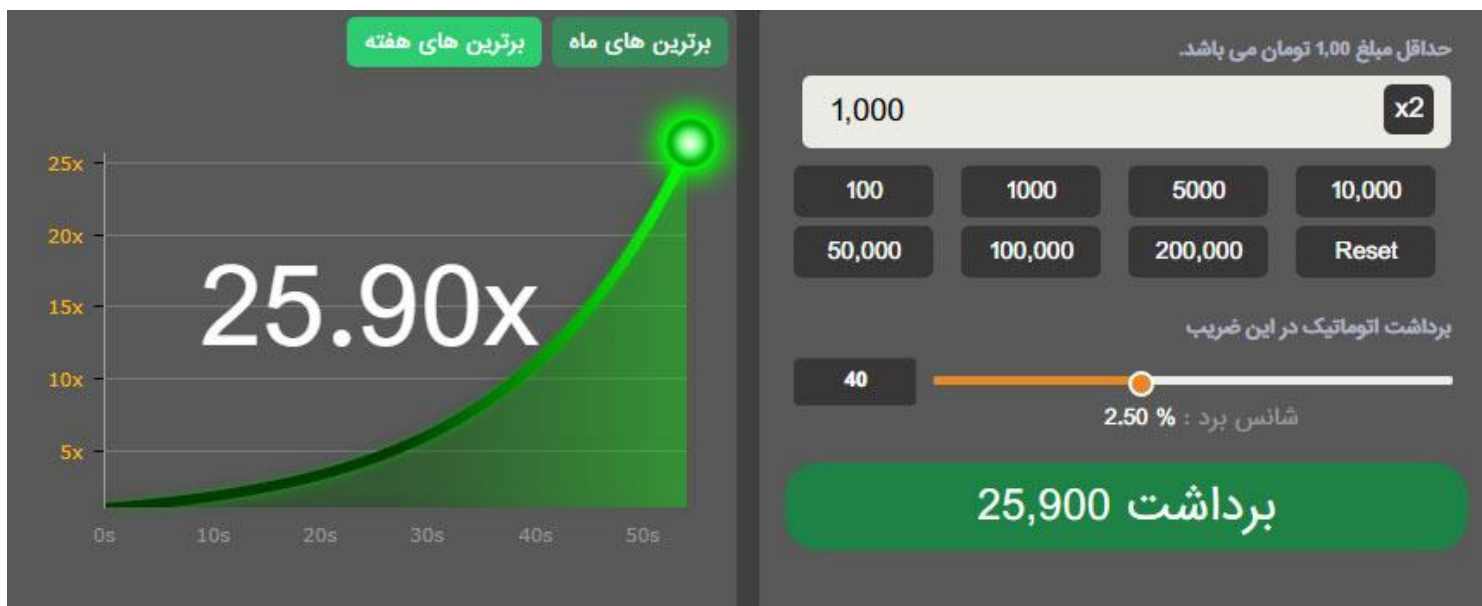 برترین های ماه
برترین های هفته
25x
20x
15x
10x
5x
25.90x
0s 10s 20s 30s 40s 50s
حداقل مبلغ 1,00 تومان می باشد.
1,000 x2
100 1000 5000 10,000
50,000 100,000 200,000 Reset
برداشت اتوماتیک در این ضریب
40
شانس برد : % 2.50
برداشت 25,900